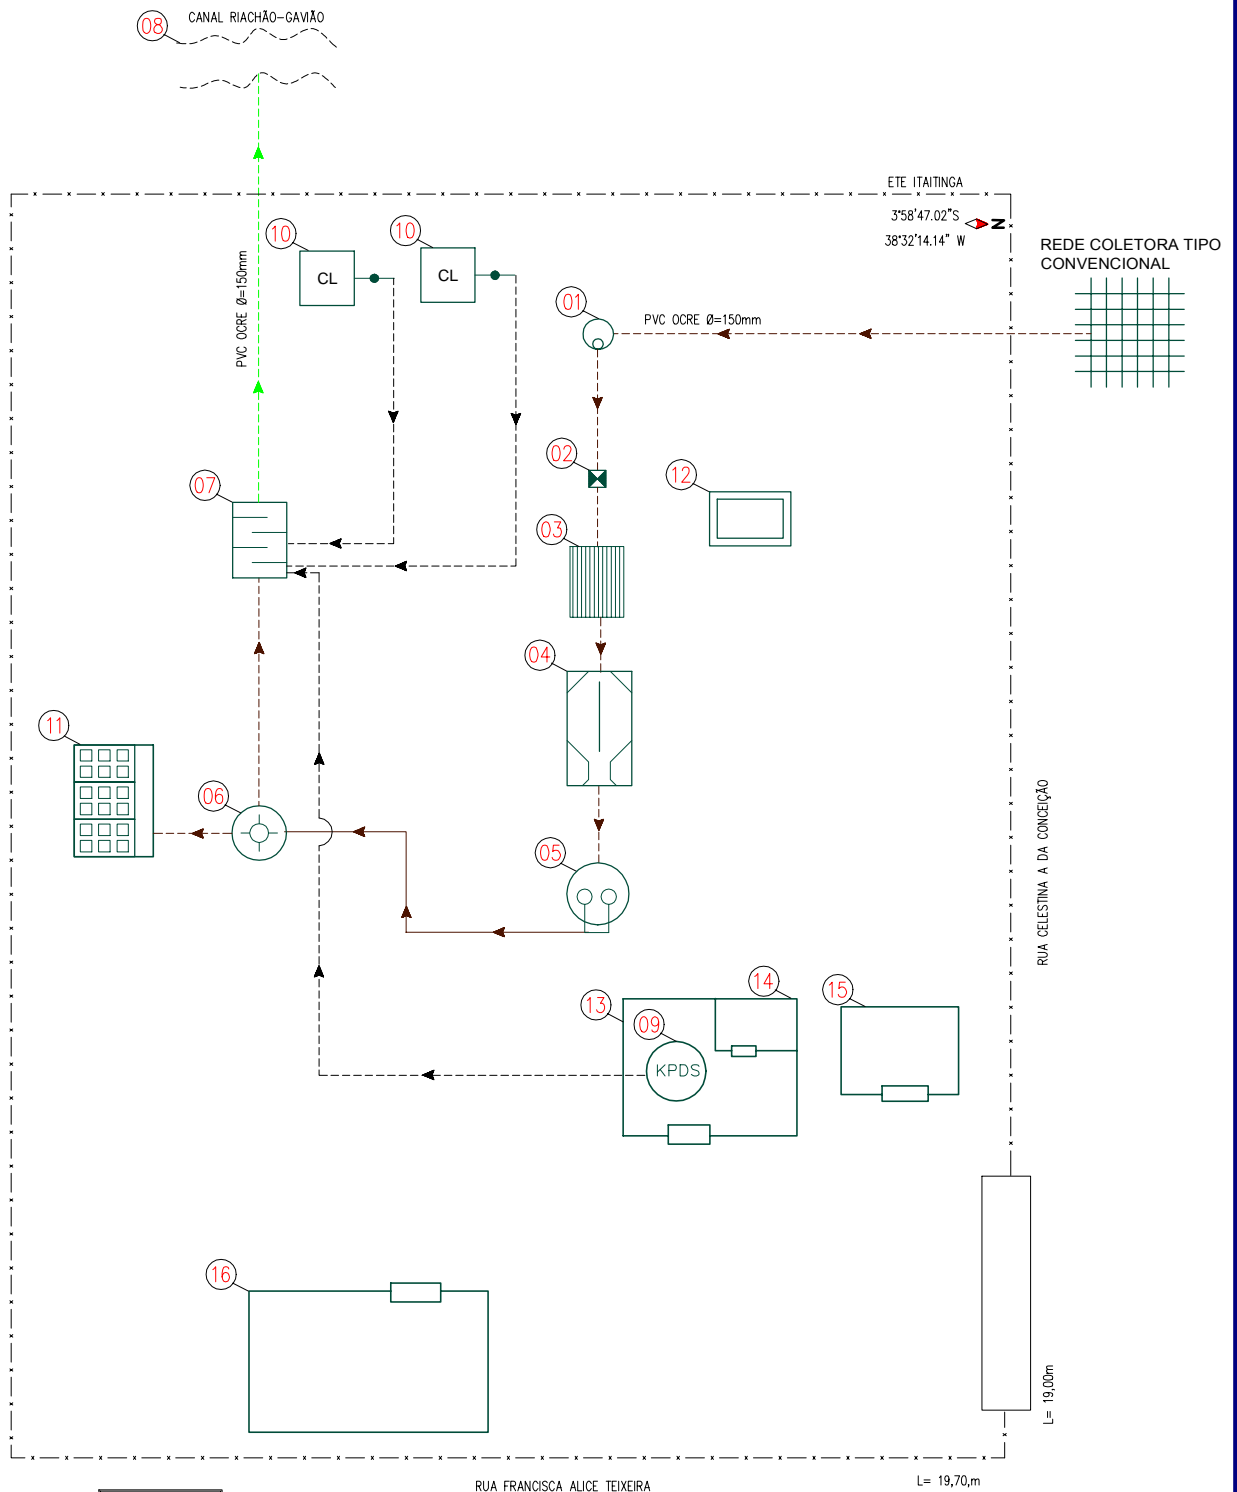 08
CANAL RIACHÃO-GAVIÃO
ETE ITAITINGA
3°58'47.02"S
38°32'14.14" W
N
REDE COLETORA TIPO
CONVENCIONAL
10
CL
10
CL
PVC OCRE Ø=150mm
01
PVC OCRE Ø=150mm
02
12
07
03
04
11
06
05
RUA CELESTINA A DA CONCEIÇÃO
13
09
KPDS
14
15
16
L= 19,00m
RUA FRANCISCA ALICE TEIXEIRA
L= 19,70,m